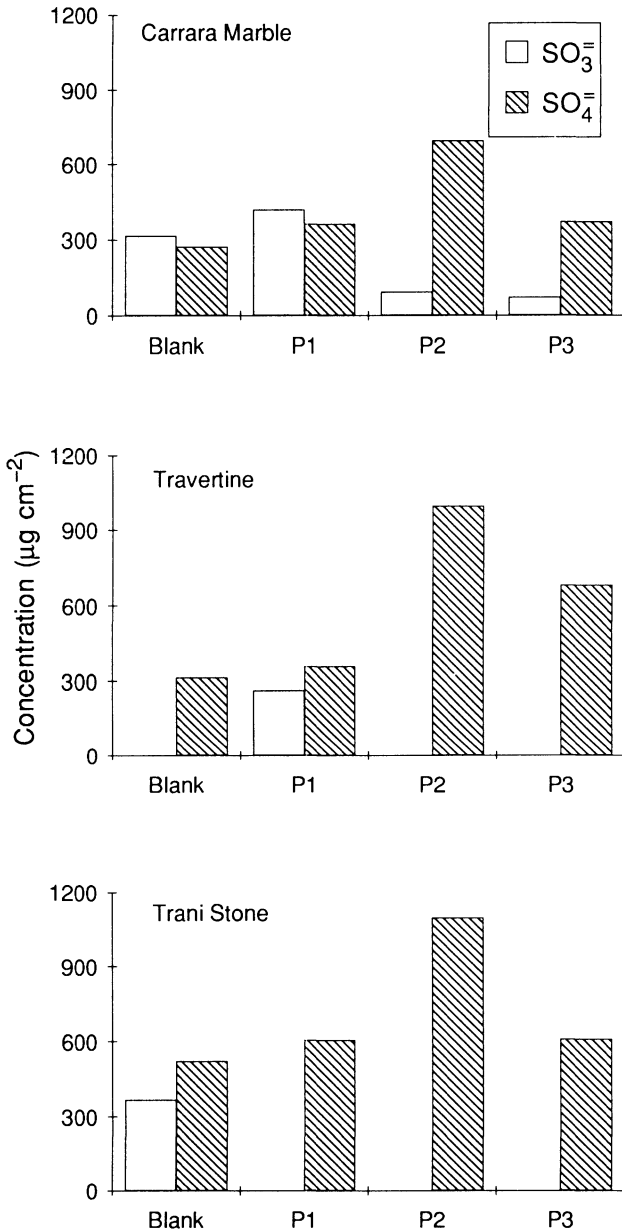 1200
900
600
300
0
Carrara Marble
SO₃⁼
SO₄⁼
Blank P1 P2 P3
Concentration (µg cm⁻²)
1200
900
600
300
0
Travertine
Blank P1 P2 P3
1200
900
600
300
0
Trani Stone
Blank P1 P2 P3